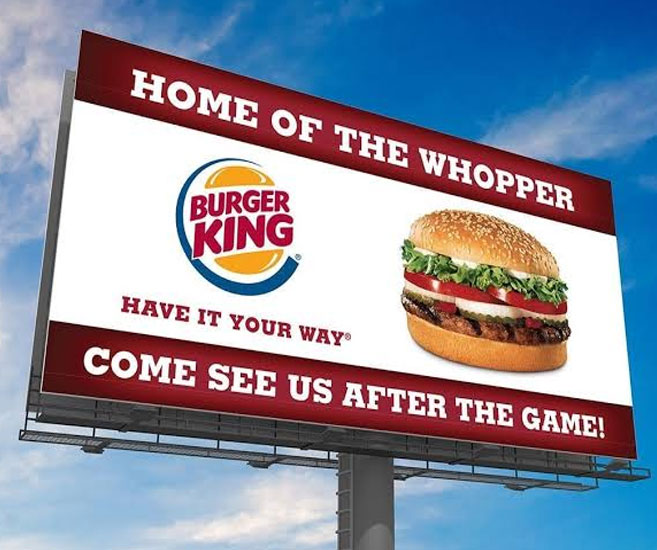 HOME OF THE WHOPPER
BURGER
KING
HAVE IT YOUR WAY®
COME SEE US AFTER THE GAME!